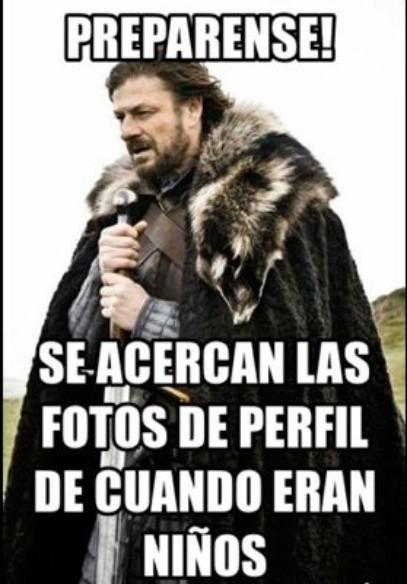 PREPARENSE!
SE ACERCAN LAS
FOTOS DE PERFIL
DE CUANDO ERAN
NIÑOS